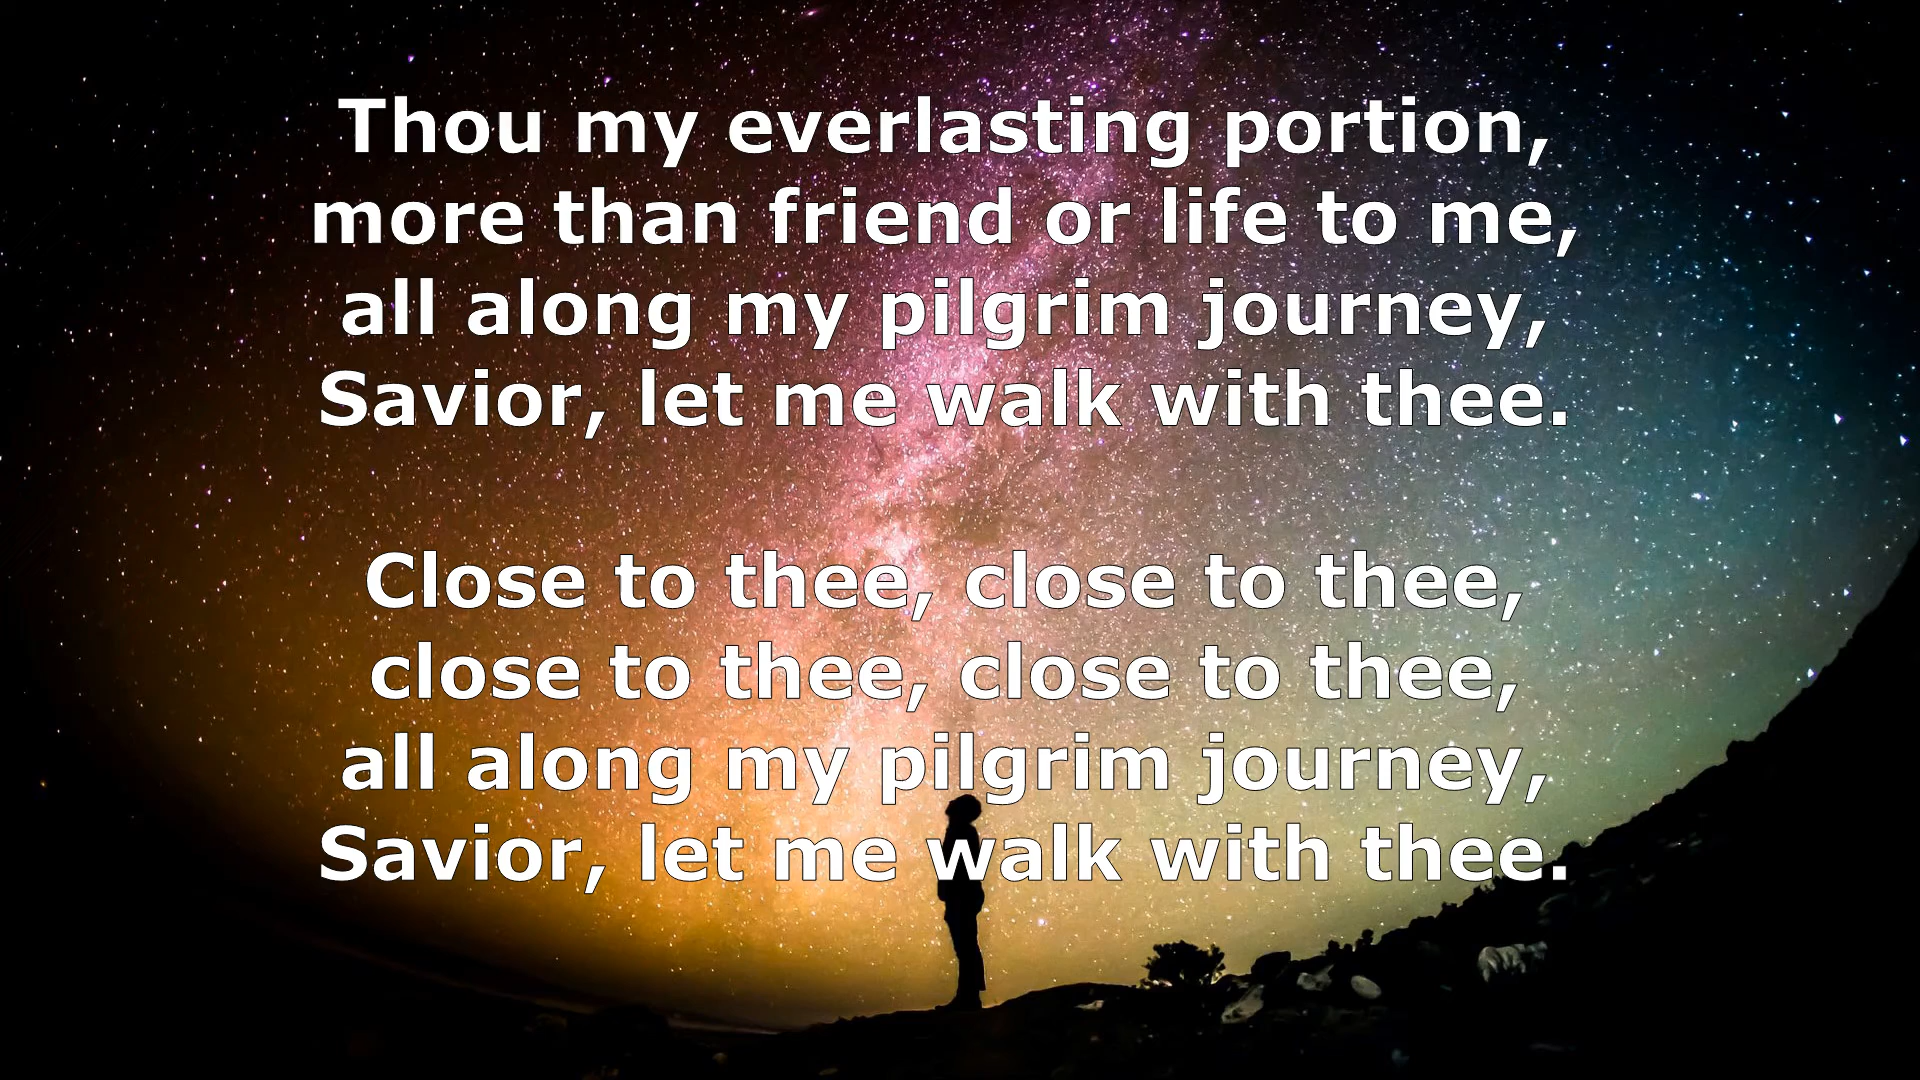 Thou my everlasting portion,
more than friend or life to me,
all along my pilgrim journey,
Savior, let me walk with thee.
Close to thee, close to thee,
close to thee, close to thee,
all along my pilgrim journey,
Savior, let me walk with thee.